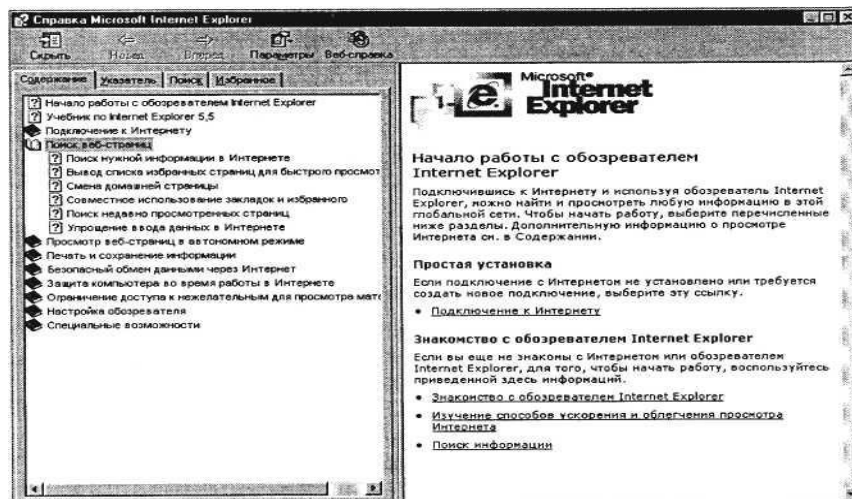 Справка Microsoft Internet Explorer
Скрыть Назад Вперед Параметры Веб-справка
Содержание Указатель Поиск Избранное
Начало работы с обозревателем Internet Explorer
Учебник по Internet Explorer 5,5
Подключение к Интернету
Поиск веб-страниц
Поиск нужной информации в Интернете
Вывод списка избранных страниц для быстрого просмот
Смена домашней страницы
Совместное использование закладок и избранного
Поиск недавно просмотренных страниц
Упрощение ввода данных в Интернете
Просмотр веб-страниц в автономном режиме
Печать и сохранение информации
Безопасный обмен данными через Интернет
Защита компьютера во время работы в Интернете
Ограничение доступа к нежелательным для просмотра мате
Настройка обозревателя
Специальные возможности
Microsoft®
Internet
Explorer
Начало работы с обозревателем
Internet Explorer
Подключившись к Интернету и используя обозреватель Internet
Explorer, можно найти и просмотреть любую информацию в этой
глобальной сети. Чтобы начать работу, выберите перечисленные
ниже разделы. Дополнительную информацию о просмотре
Интернета см. в Содержании.
Простая установка
Если подключение с Интернетом не установлено или требуется
создать новое подключение, выберите эту ссылку.
• Подключение к Интернету
Знакомство с обозревателем Internet Explorer
Если вы еще не знакомы с Интернетом или обозревателем
Internet Explorer, для того, чтобы начать работу, воспользуйтесь
приведенной здесь информацией.
• Знакомство с обозревателем Internet Explorer
• Изучение способов ускорения и облегчения просмотра
Интернета
• Поиск информации